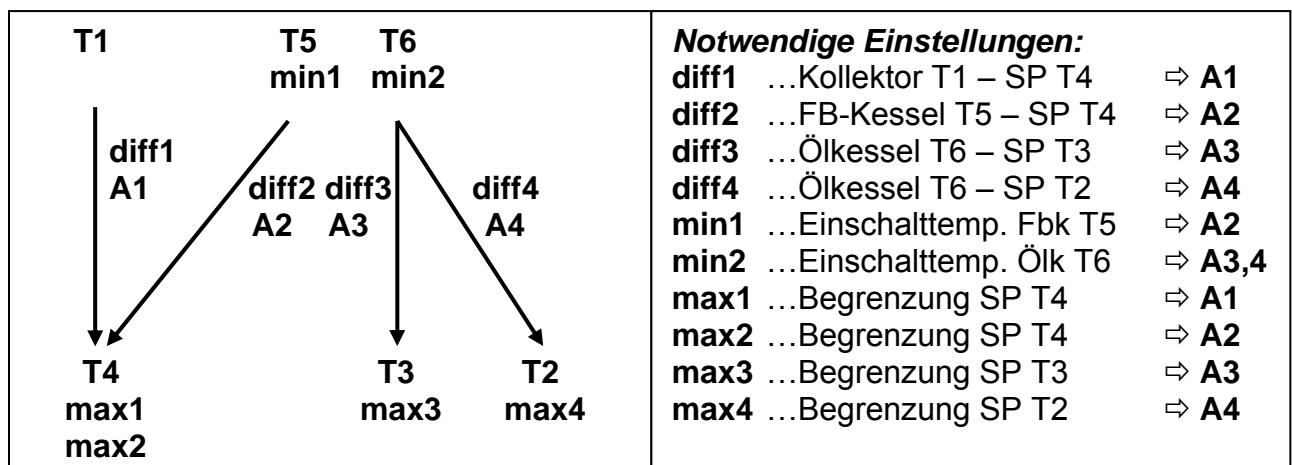 T1 T5 T6
min1 min2
diff1
A1
diff2 diff3 diff4
A2 A3 A4
T4 T3 T2
max1 max3 max4
max2
Notwendige Einstellungen:
diff1 …Kollektor T1 – SP T4 ⇨ A1
diff2 …FB-Kessel T5 – SP T4 ⇨ A2
diff3 …Ölkessel T6 – SP T3 ⇨ A3
diff4 …Ölkessel T6 – SP T2 ⇨ A4
min1 …Einschalttemp. Fbk T5 ⇨ A2
min2 …Einschalttemp. Ölk T6 ⇨ A3,4
max1 …Begrenzung SP T4 ⇨ A1
max2 …Begrenzung SP T4 ⇨ A2
max3 …Begrenzung SP T3 ⇨ A3
max4 …Begrenzung SP T2 ⇨ A4